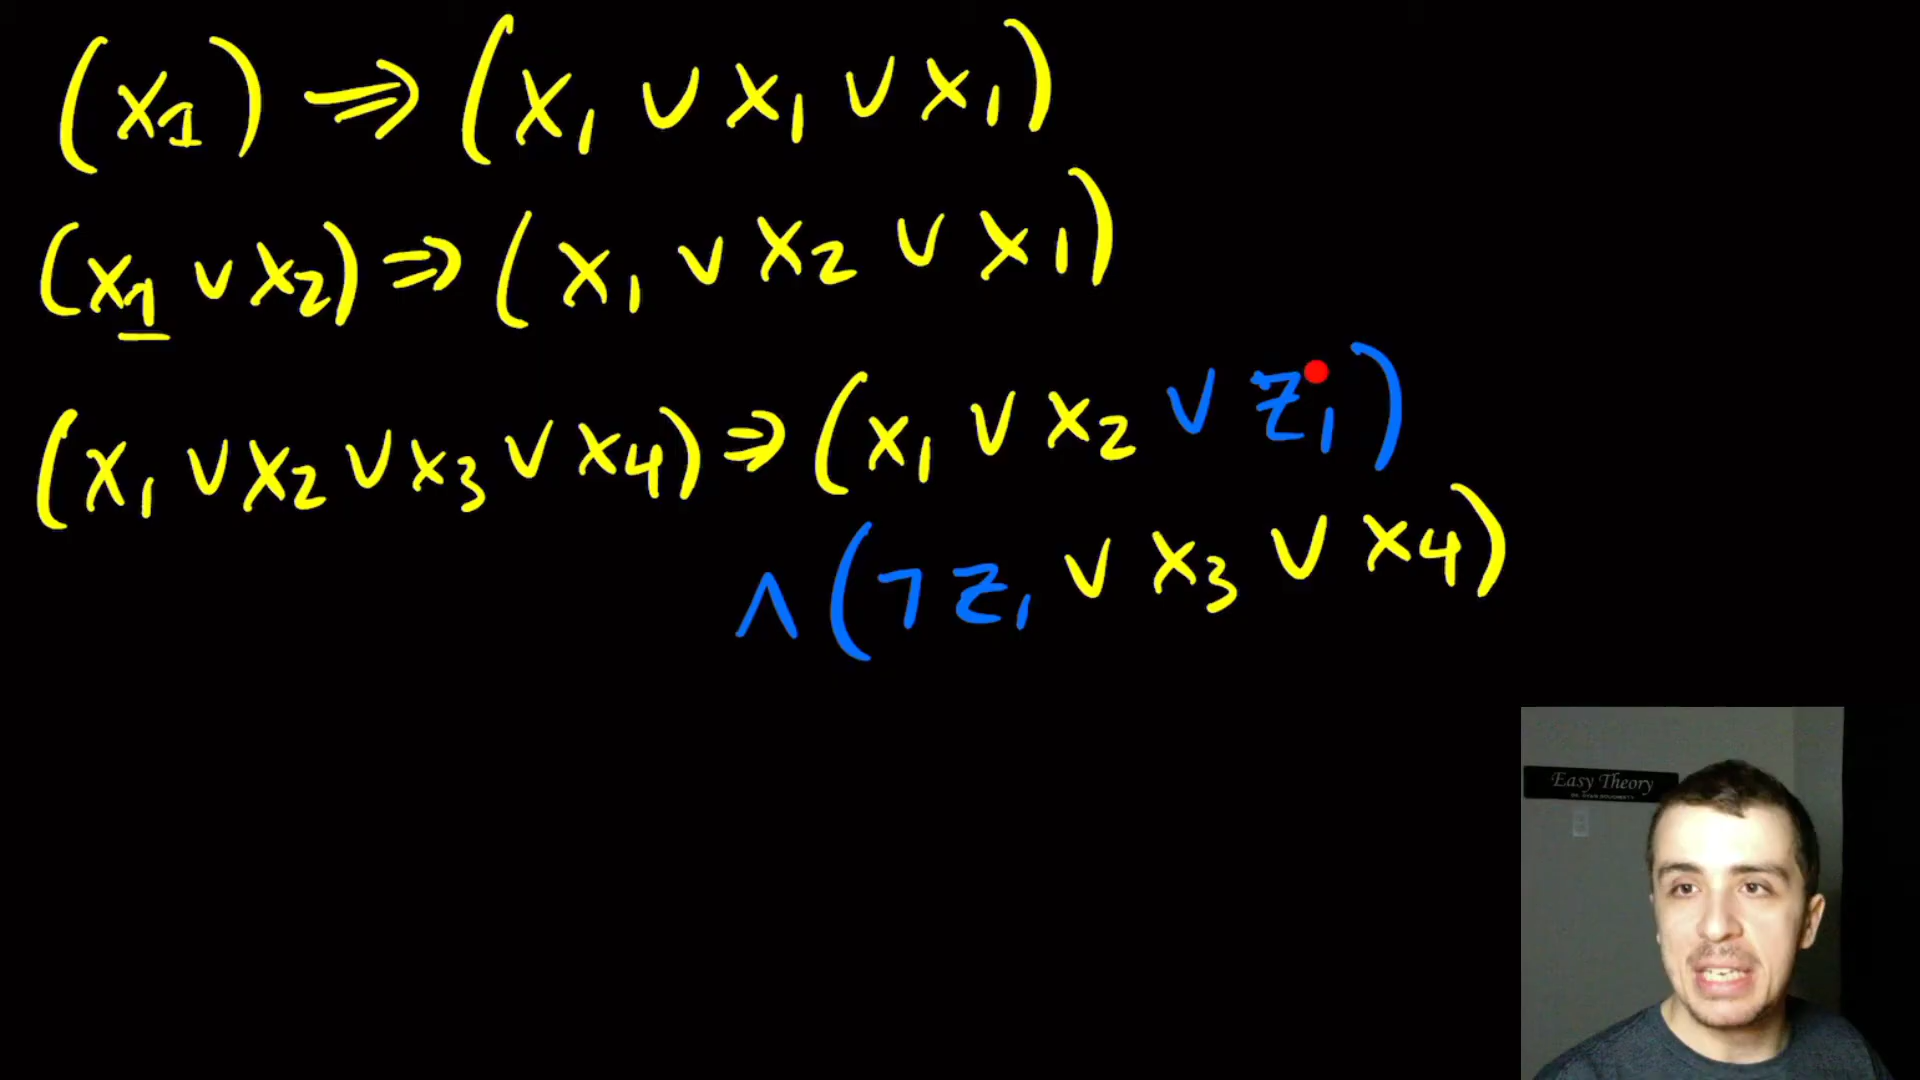 (x₁) ⇒ (x₁ ∨ x₁ ∨ x₁)
(x₁ ∨ x₂) ⇒ (x₁ ∨ x₂ ∨ x₁)
(x₁ ∨ x₂ ∨ x₃ ∨ x₄) ⇒ (x₁ ∨ x₂ ∨ z₁)
∧ (¬z₁ ∨ x₃ ∨ x₄)
Easy Theory